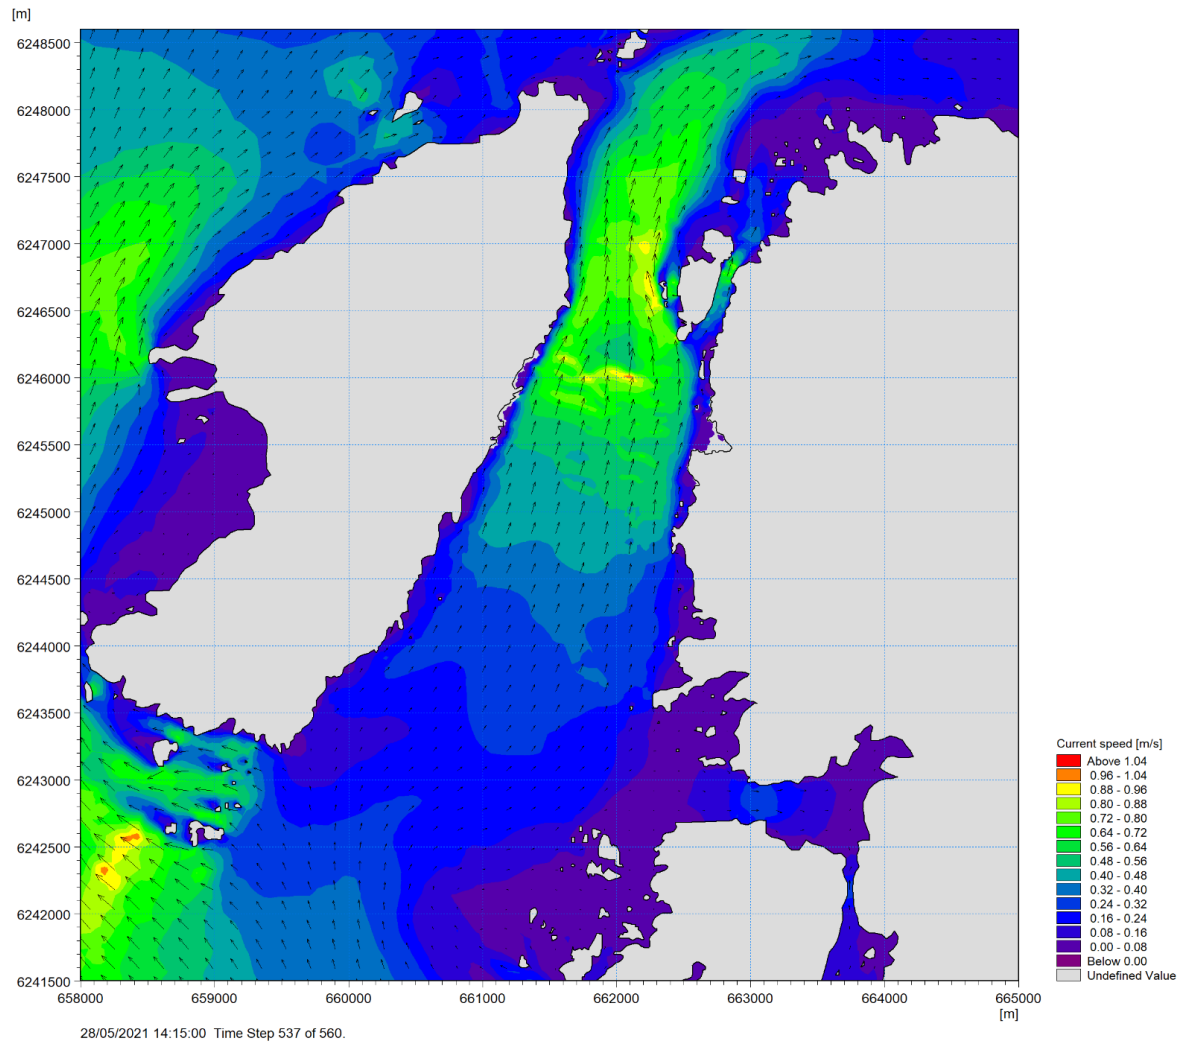 [m]
6248500
6248000
6247500
6247000
6246500
6246000
6245500
6245000
6244500
6244000
6243500
6243000
6242500
6242000
6241500
658000 659000 660000 661000 662000 663000 664000 665000
[m]
Current speed [m/s]
Above 1.04
0.96 - 1.04
0.88 - 0.96
0.80 - 0.88
0.72 - 0.80
0.64 - 0.72
0.56 - 0.64
0.48 - 0.56
0.40 - 0.48
0.32 - 0.40
0.24 - 0.32
0.16 - 0.24
0.08 - 0.16
0.00 - 0.08
Below 0.00
Undefined Value
28/05/2021 14:15:00 Time Step 537 of 560.